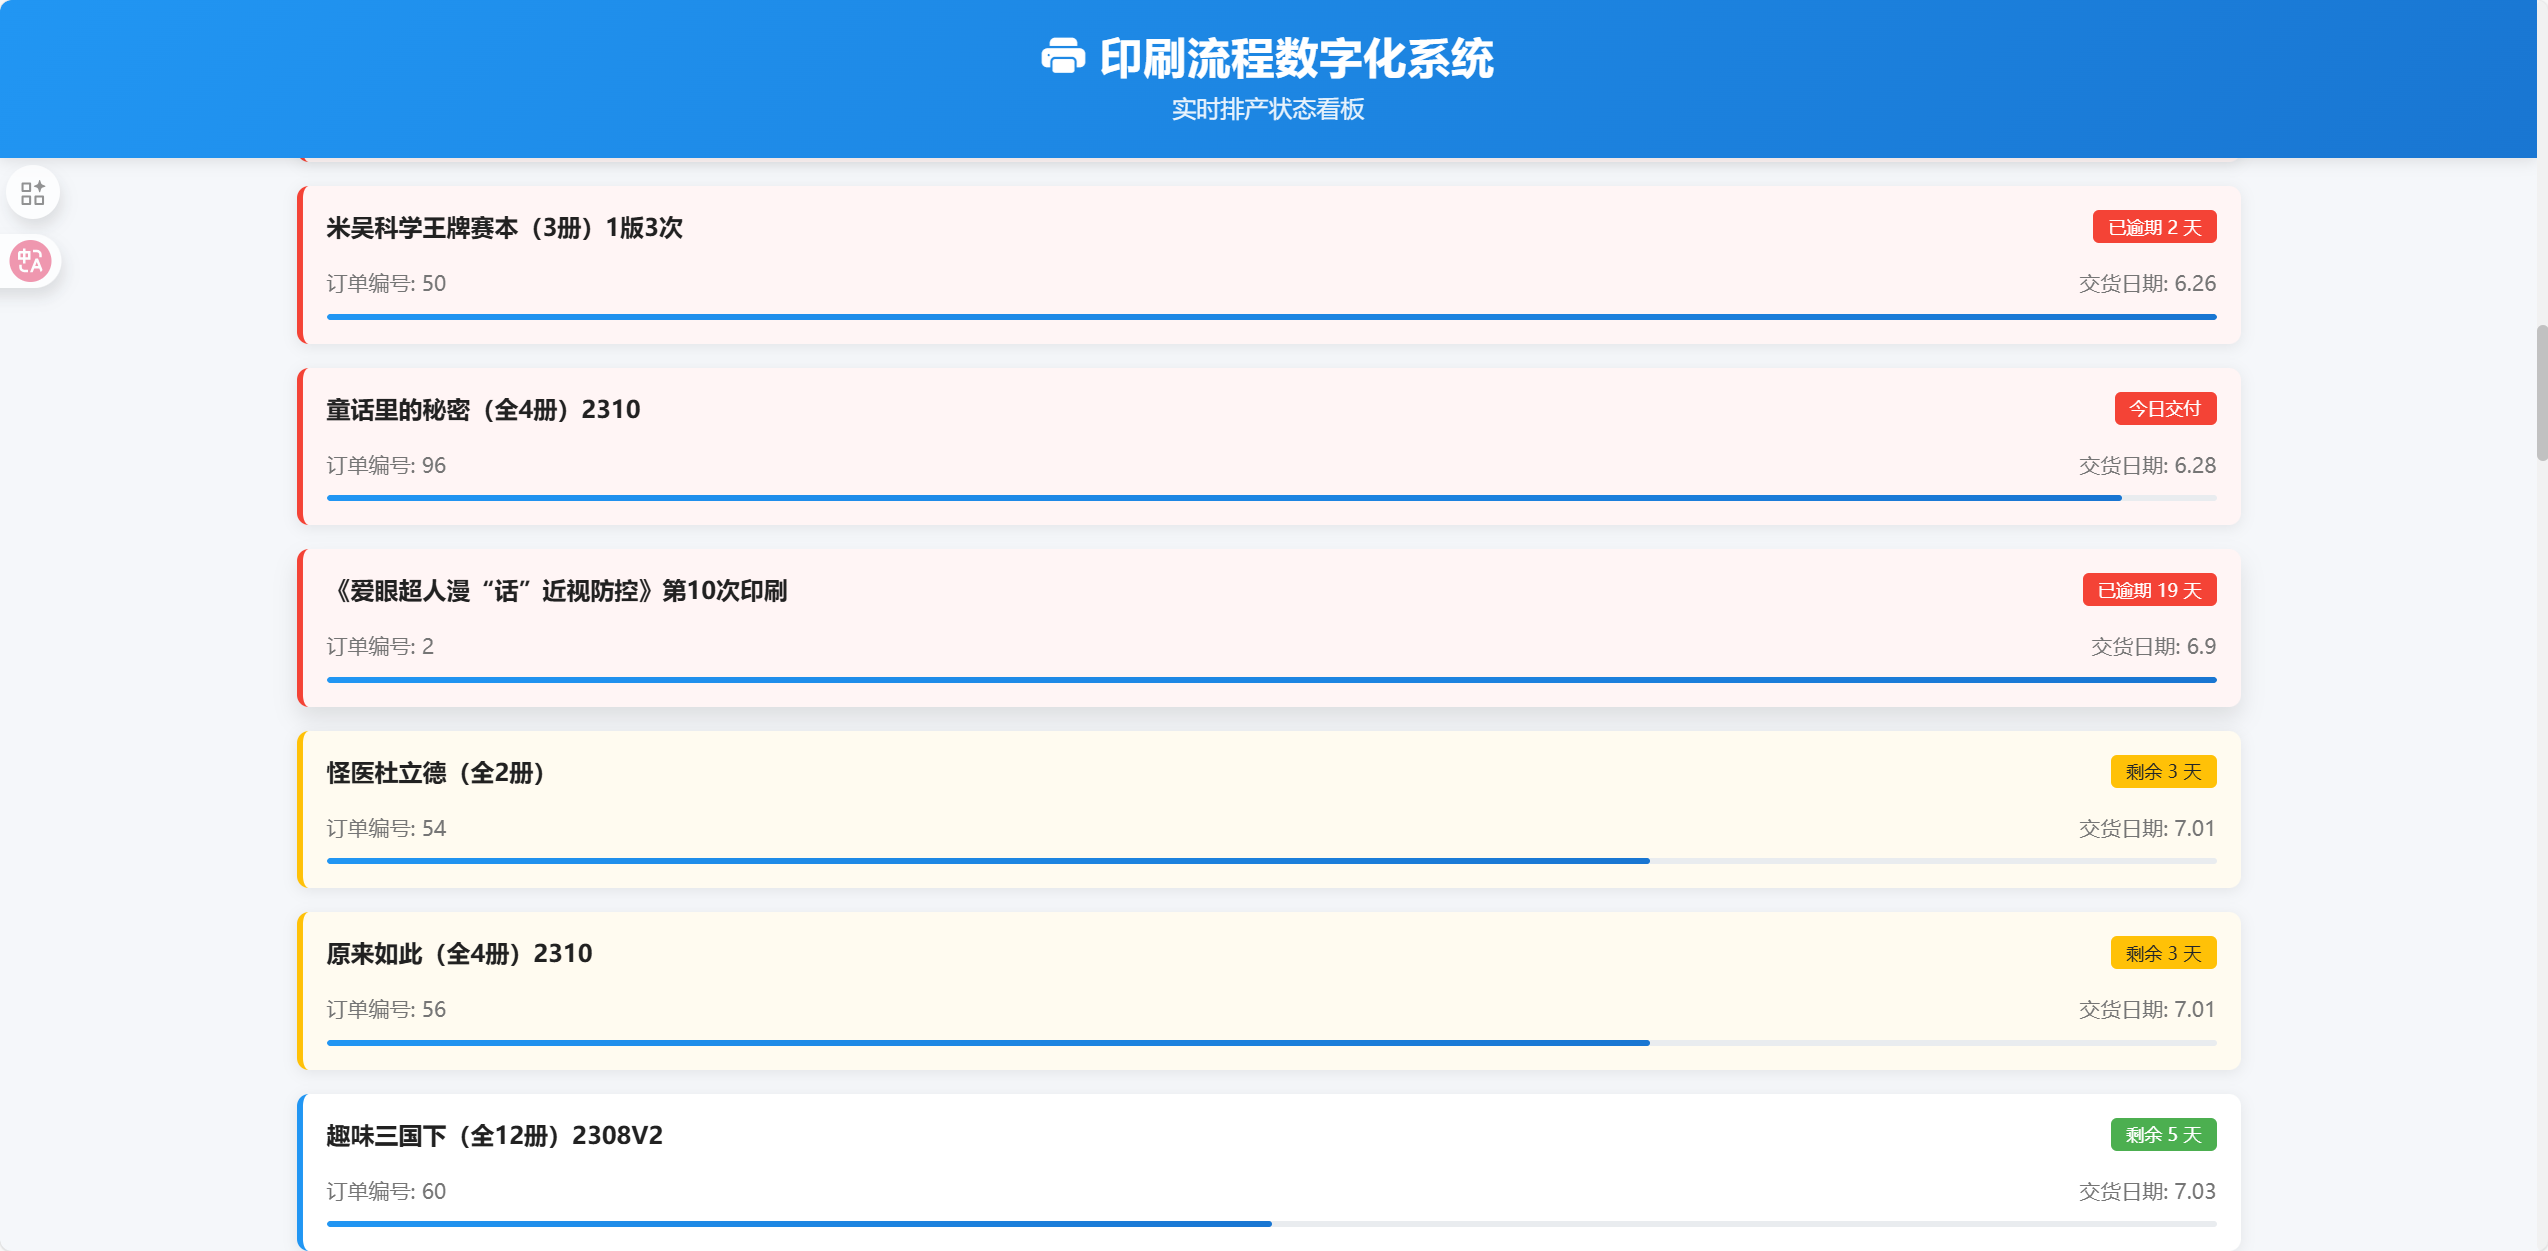 印刷流程数字化系统
实时排产状态看板
中A
米吴科学王牌赛本（3册）1版3次
已逾期 2 天
订单编号: 50
交货日期: 6.26
童话里的秘密（全4册）2310
今日交付
订单编号: 96
交货日期: 6.28
《爱眼超人漫“话”近视防控》第10次印刷
已逾期 19 天
订单编号: 2
交货日期: 6.9
怪医杜立德（全2册）
剩余 3 天
订单编号: 54
交货日期: 7.01
原来如此（全4册）2310
剩余 3 天
订单编号: 56
交货日期: 7.01
趣味三国下（全12册）2308V2
剩余 5 天
订单编号: 60
交货日期: 7.03